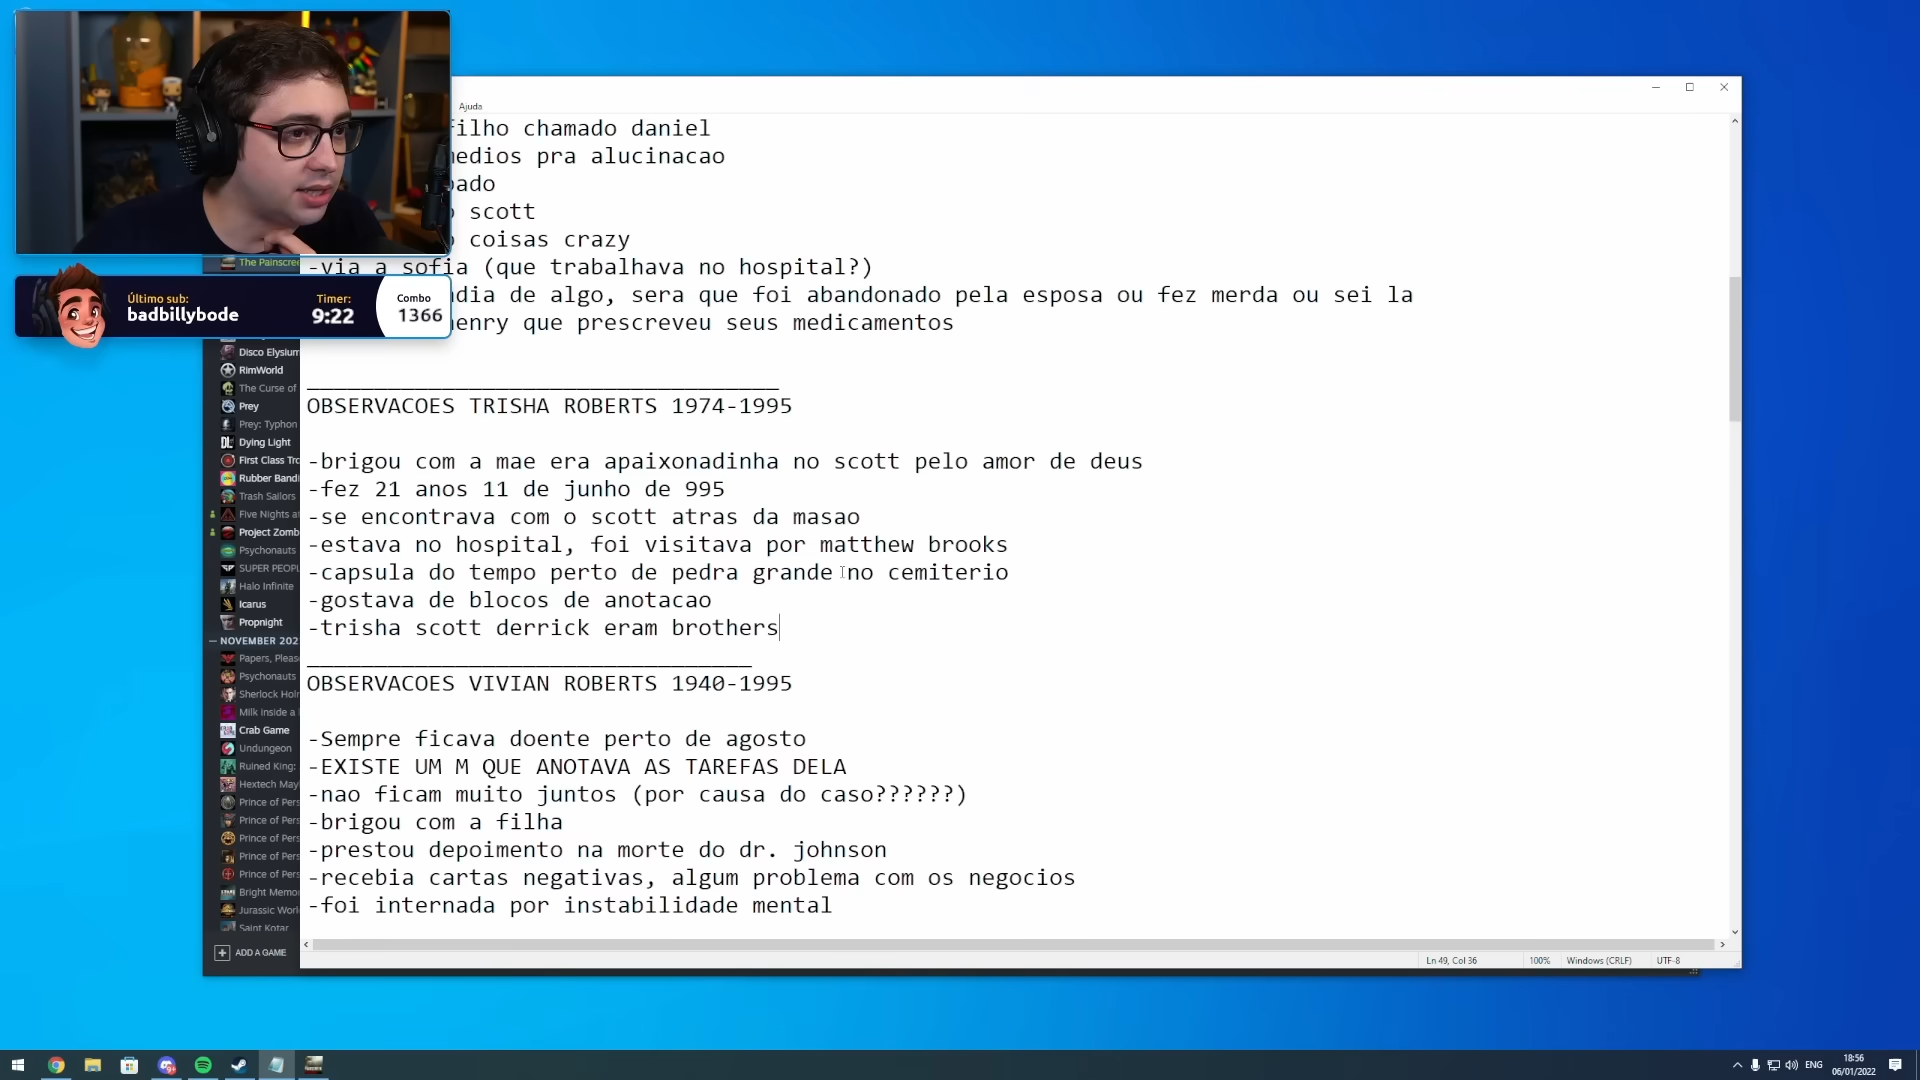 Ajuda
filho chamado daniel
medios pra alucinacao
pado
scott
coisas crazy
-via a sofia (que trabalhava no hospital?)
dia de algo, sera que foi abandonado pela esposa ou fez merda ou sei la
henry que prescreveu seus medicamentos
___________________________________
OBSERVACOES TRISHA ROBERTS 1974-1995
-brigou com a mae era apaixonadinha no scott pelo amor de deus
-fez 21 anos 11 de junho de 995
-se encontrava com o scott atras da masao
-estava no hospital, foi visitava por matthew brooks
-capsula do tempo perto de pedra grande no cemiterio
-gostava de blocos de anotacao
-trisha scott derrick eram brothers
_________________________________
OBSERVACOES VIVIAN ROBERTS 1940-1995
-Sempre ficava doente perto de agosto
-EXISTE UM M QUE ANOTAVA AS TAREFAS DELA
-nao ficam muito juntos (por causa do caso??????)
-brigou com a filha
-prestou depoimento na morte do dr. johnson
-recebia cartas negativas, algum problema com os negocios
-foi internada por instabilidade mental
Ln 49, Col 36
100%
Windows (CRLF)
UTF-8
Último sub:
badbillybode
Timer:
9:22
Combo
1366
The Painscre
Disco Elysium
RimWorld
The Curse of
Prey
Prey: Typhon
Dying Light
First Class Tro
Rubber Bandi
Trash Sailors
Five Nights a
Project Zomb
Psychonauts
SUPER PEOPL
Halo Infinite
Icarus
Propnight
— NOVEMBER 202
Papers, Pleas
Psychonauts
Sherlock Hol
Milk inside a
Crab Game
Undungeon
Ruined King:
Hextech May
Prince of Pers
Prince of Pers
Prince of Pers
Prince of Pers
Prince of Pers
Bright Memo
Jurassic Worl
Saint Kotar
ADD A GAME
ENG
18:56
06/01/2022